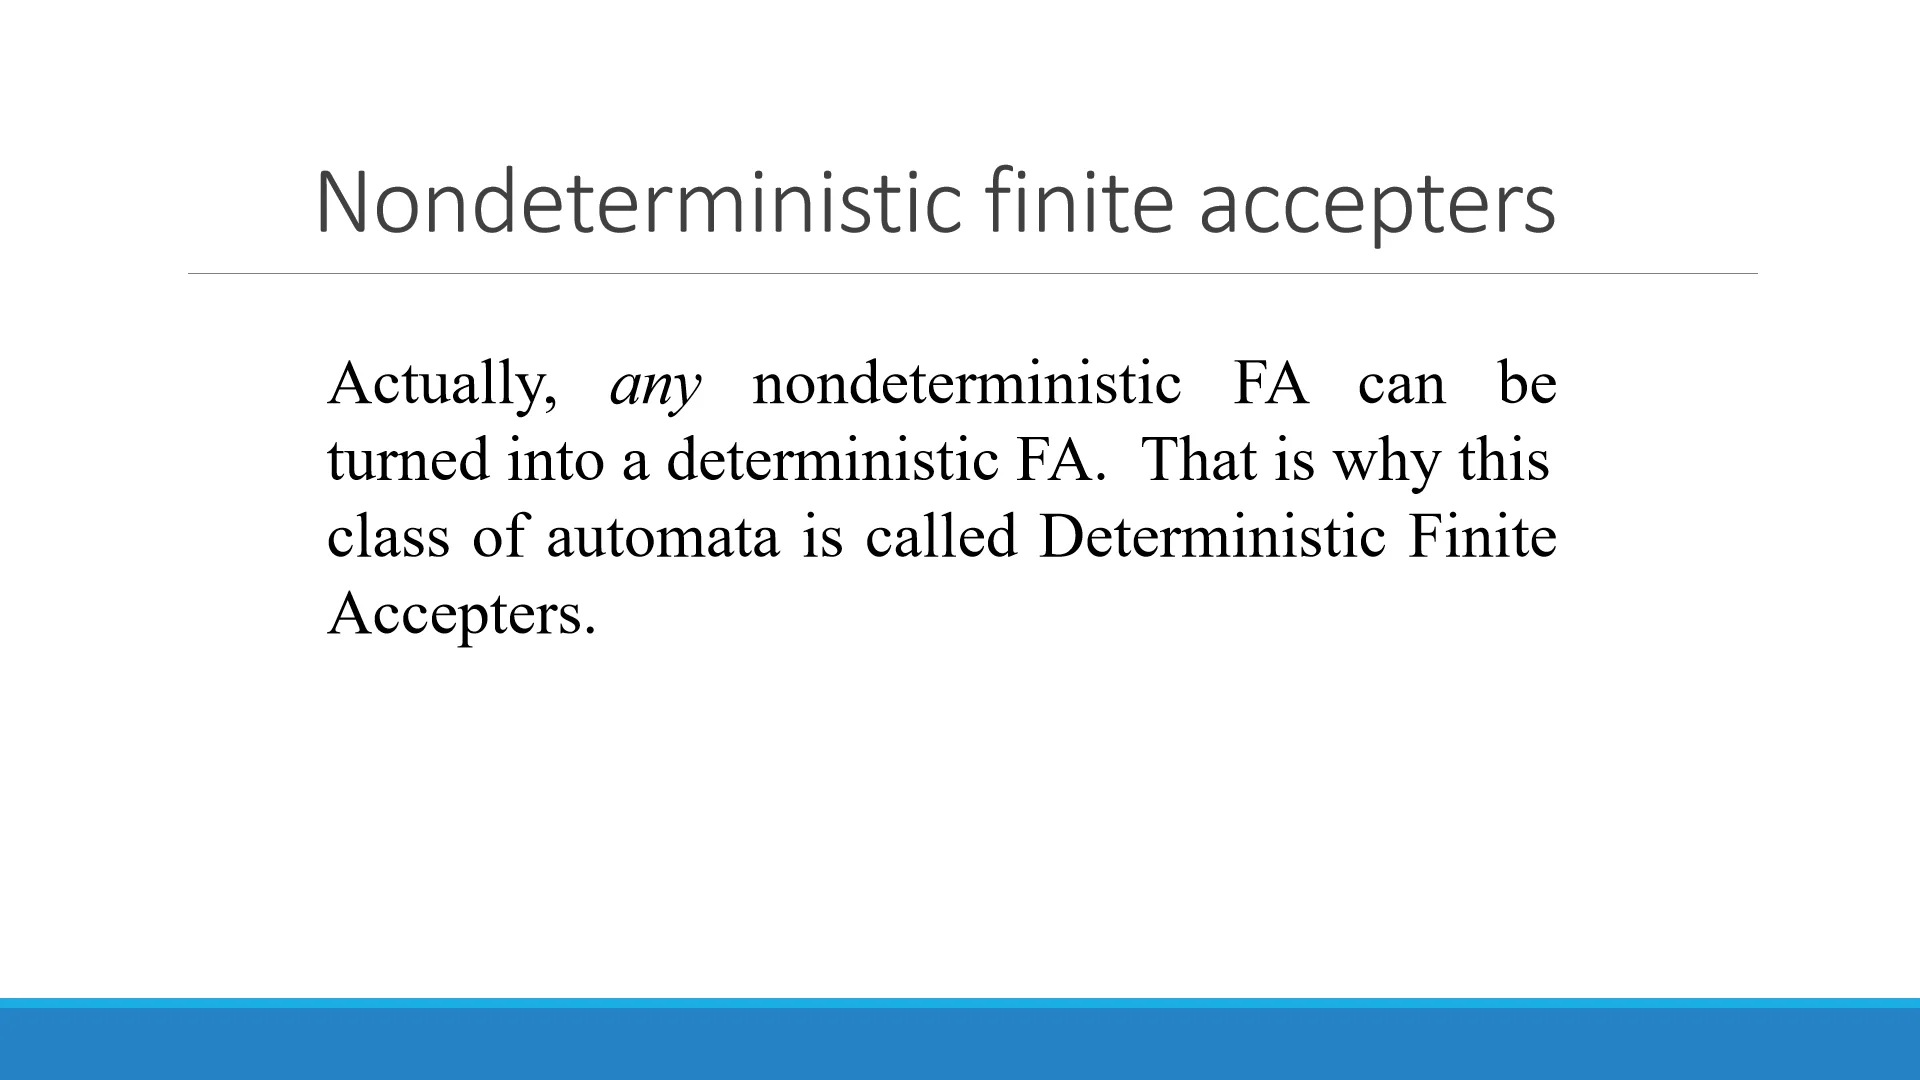 Nondeterministic finite accepters
Actually, any nondeterministic FA can be
turned into a deterministic FA.  That is why this
class of automata is called Deterministic Finite
Accepters.